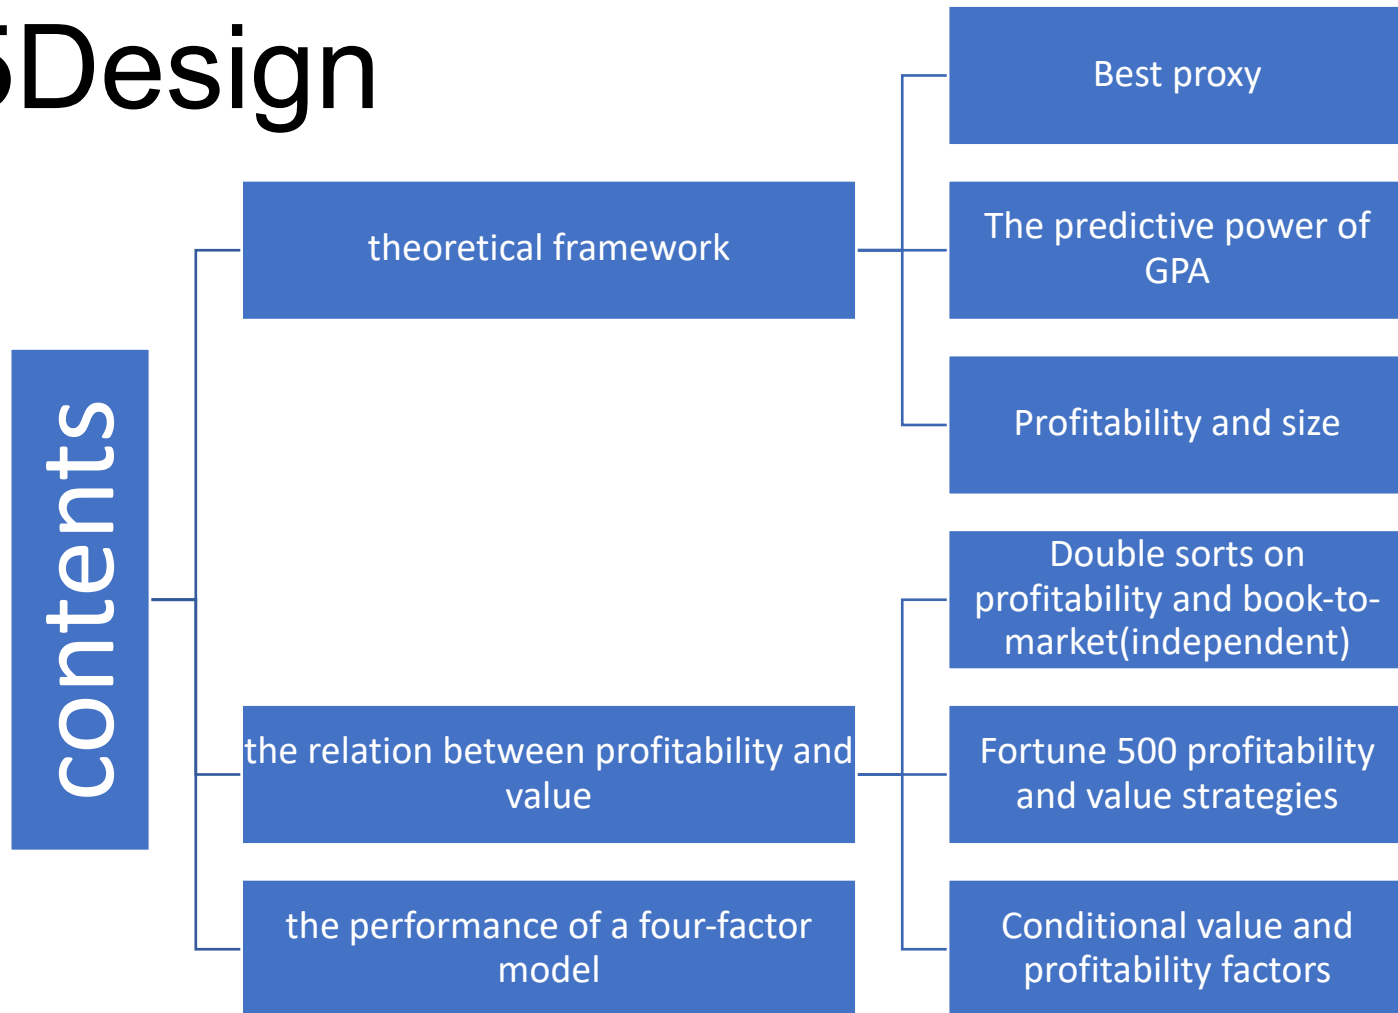 5Design
contents
theoretical framework
Best proxy
The predictive power of
GPA
Profitability and size
the relation between profitability and
value
Double sorts on
profitability and book-to-
market(independent)
Fortune 500 profitability
and value strategies
Conditional value and
profitability factors
the performance of a four-factor
model